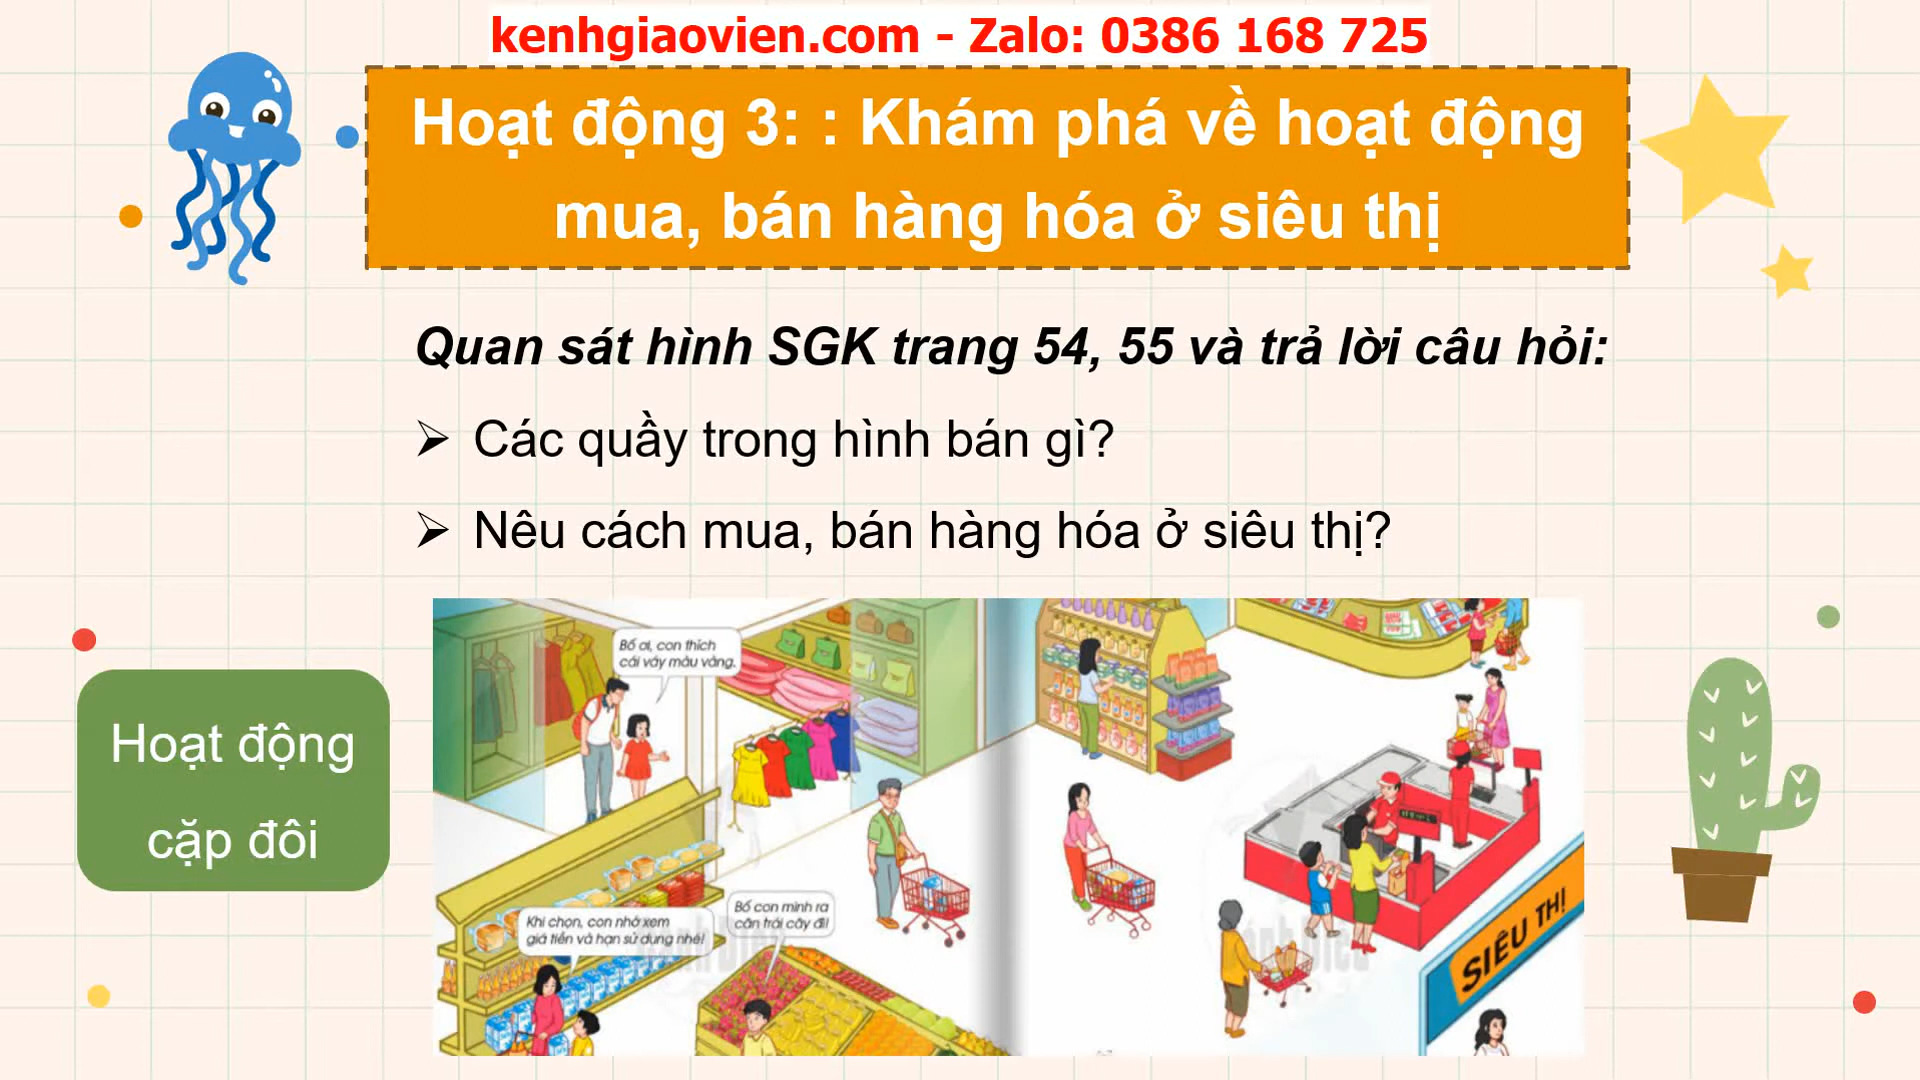 kenhgiaovien.com - Zalo: 0386 168 725
Hoạt động 3: : Khám phá về hoạt động
mua, bán hàng hóa ở siêu thị
Quan sát hình SGK trang 54, 55 và trả lời câu hỏi:
➢ Các quầy trong hình bán gì?
➢ Nêu cách mua, bán hàng hóa ở siêu thị?
Hoạt động
cặp đôi
Bố ơi, con thích
cái váy màu vàng.
Khi chọn, con nhớ xem
giá tiền và hạn sử dụng nhé!
Bố con mình ra
cân trái cây đi!
SIÊU THỊ